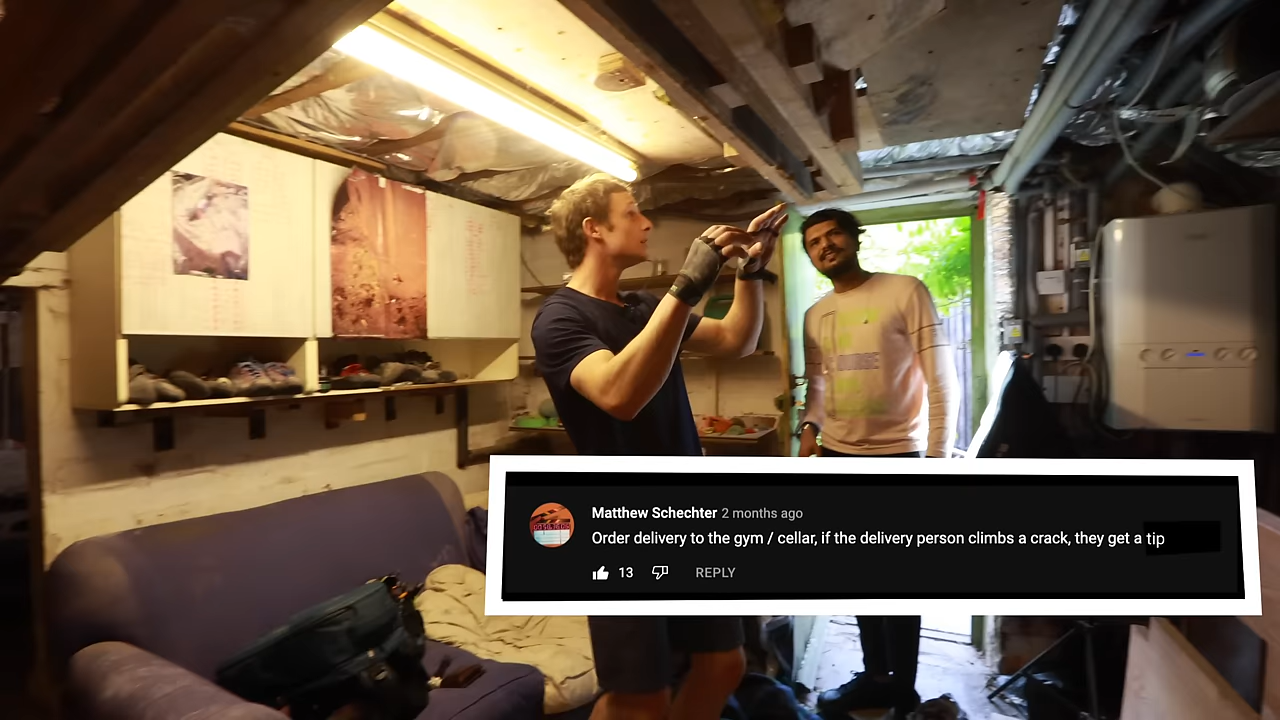 Matthew Schechter 2 months ago
Order delivery to the gym / cellar, if the delivery person climbs a crack, they get a tip
13 REPLY